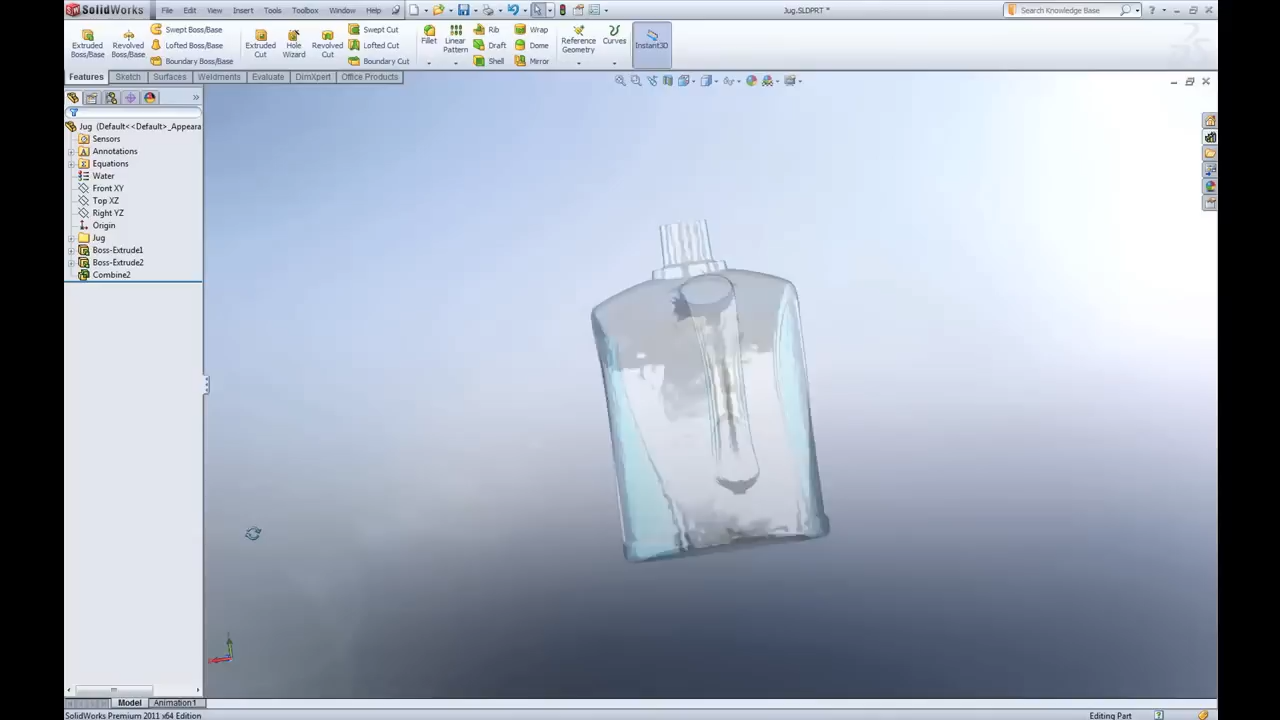 SolidWorks File Edit View Insert Tools Toolbox Window Help Jug.SLDPRT * Search Knowledge Base
Extruded Boss/Base
Revolved Boss/Base
Swept Boss/Base
Lofted Boss/Base
Boundary Boss/Base
Extruded Cut
Hole Wizard
Revolved Cut
Swept Cut
Lofted Cut
Boundary Cut
Fillet
Linear Pattern
Rib
Draft
Shell
Wrap
Dome
Mirror
Reference Geometry
Curves
Instant3D
Features Sketch Surfaces Weldments Evaluate DimXpert Office Products
Jug (Default<<Default>_Appeara
Sensors
Annotations
Equations
Water
Front XY
Top XZ
Right YZ
Origin
Jug
Boss-Extrude1
Boss-Extrude2
Combine2
Model Animation1
SolidWorks Premium 2011 x64 Edition Editing Part